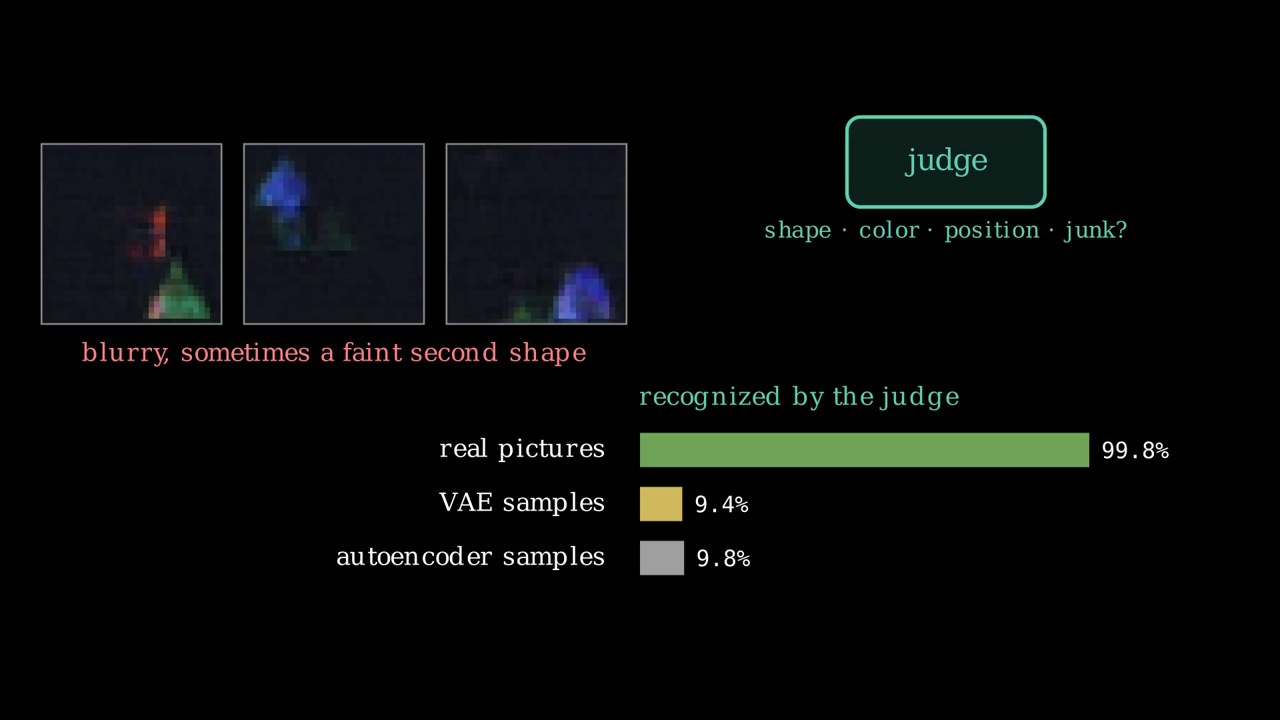 judge
shape · color · position · junk?
blurry, sometimes a faint second shape
recognized by the judge
real pictures 99.8%
VAE samples 9.4%
autoencoder samples 9.8%